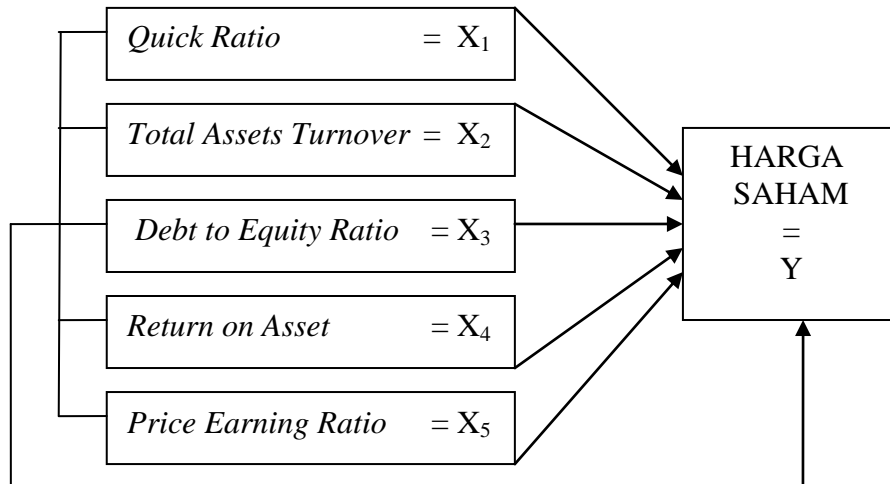 Quick Ratio = X₁
Total Assets Turnover = X₂
Debt to Equity Ratio = X₃
Return on Asset = X₄
Price Earning Ratio = X₅
HARGA
SAHAM
=
Y